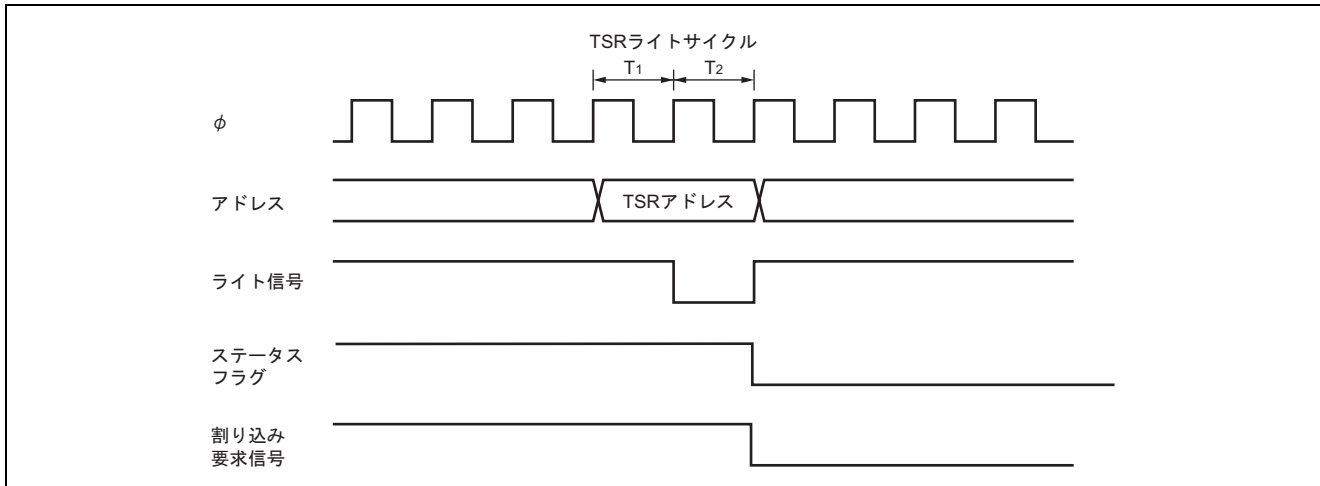 TSRライトサイクル
T1 T2
φ
アドレス
TSRアドレス
ライト信号
ステータス
フラグ
割り込み
要求信号